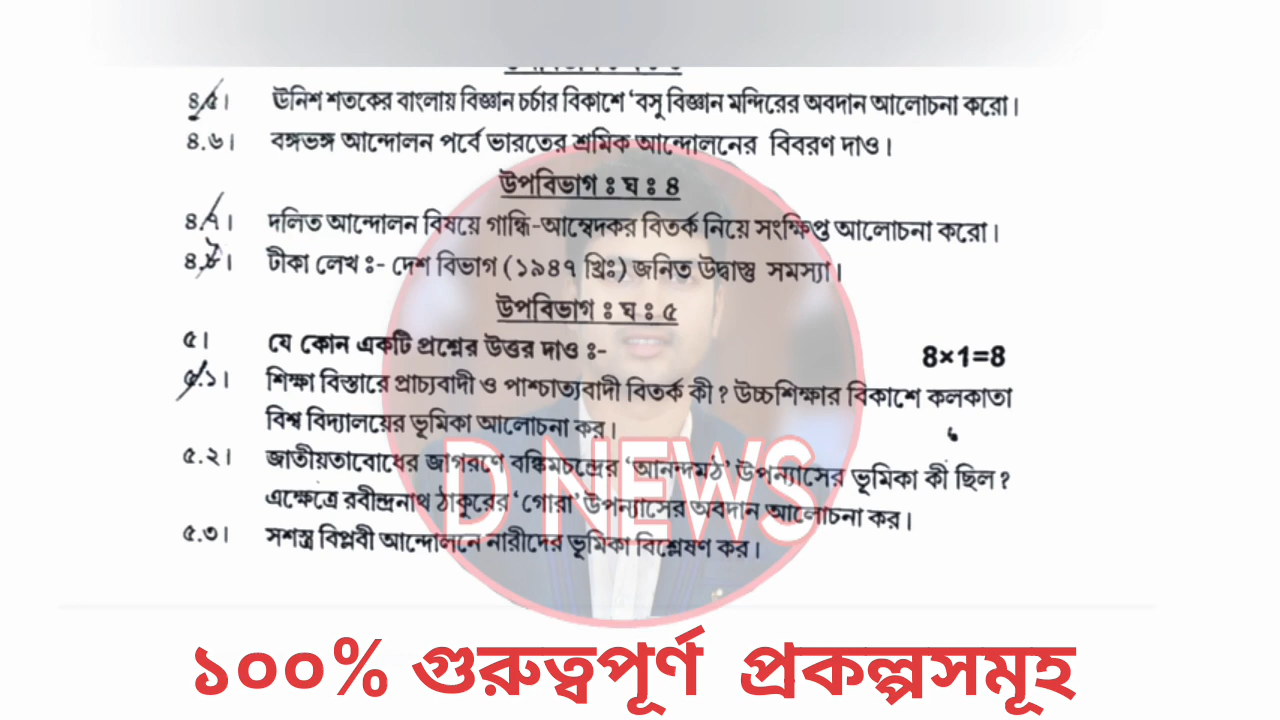 ৪.৫। ঊনিশ শতকের বাংলায় বিজ্ঞান চর্চার বিকাশে ‘বসু বিজ্ঞান মন্দিরের অবদান আলোচনা করো।
৪.৬। বঙ্গভঙ্গ আন্দোলন পর্বে ভারতের শ্রমিক আন্দোলনের বিবরণ দাও।
উপবিভাগ ঃ ঘ ঃ ৪
৪.৭। দলিত আন্দোলন বিষয়ে গান্ধি-আম্বেদকর বিতর্ক নিয়ে সংক্ষিপ্ত আলোচনা করো।
৪.৮। টীকা লেখ ঃ- দেশ বিভাগ (১৯৪৭ খ্রিঃ) জনিত উদ্বাস্তু সমস্যা।
উপবিভাগ ঃ ঘ ঃ ৫
৫। যে কোন একটি প্রশ্নের উত্তর দাও ঃ- 8×1=8
৫.১। শিক্ষা বিস্তারে প্রাচ্যবাদী ও পাশ্চাত্যবাদী বিতর্ক কী ? উচ্চশিক্ষার বিকাশে কলকাতা
বিশ্ব বিদ্যালয়ের ভূমিকা আলোচনা কর।
৫.২। জাতীয়তাবোধের জাগরণে বঙ্কিমচন্দ্রের ‘আনন্দমঠ’ উপন্যাসের ভূমিকা কী ছিল ?
এক্ষেত্রে রবীন্দ্রনাথ ঠাকুরের ‘গোরা’ উপন্যাসের অবদান আলোচনা কর।
৫.৩। সশস্ত্র বিপ্লবী আন্দোলনে নারীদের ভূমিকা বিশ্লেষণ কর।
D NEWS
১০০% গুরুত্বপূর্ণ প্রকল্পসমূহ